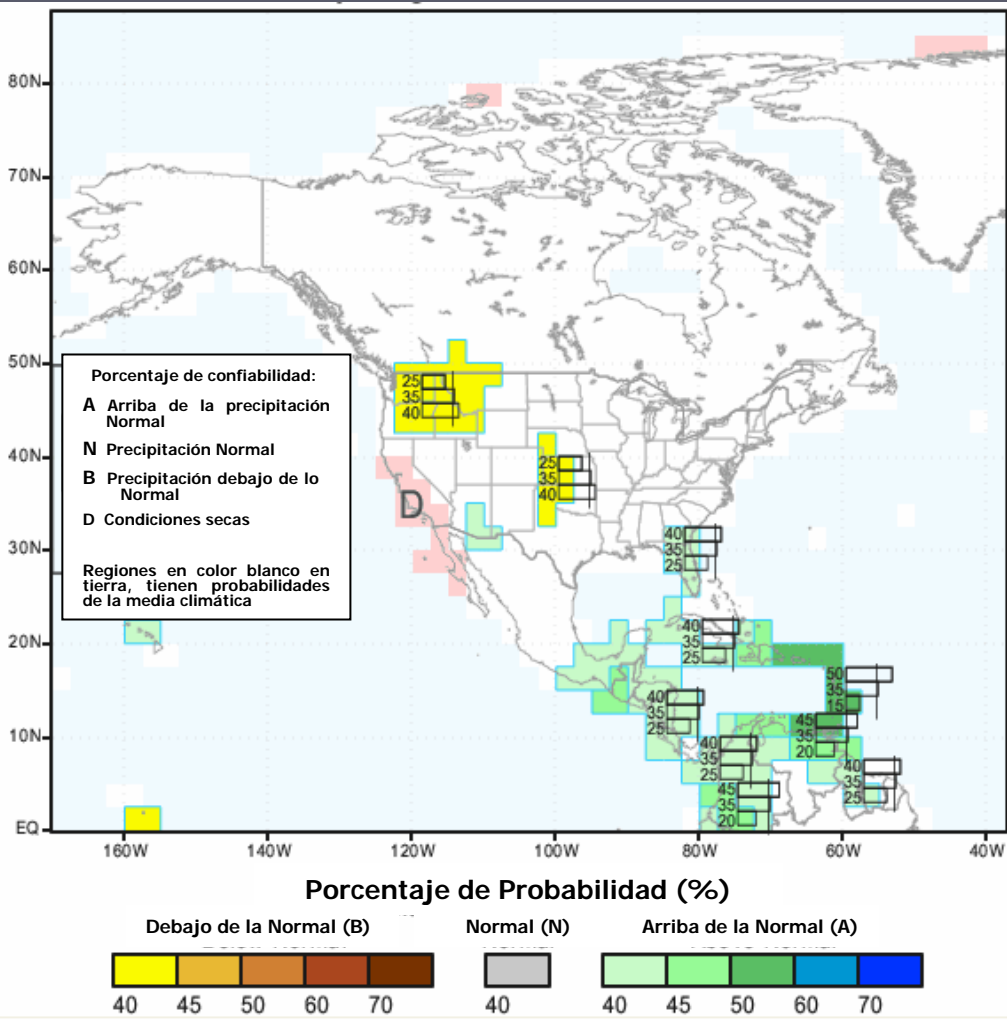 80N
70N
60N
50N
40N
30N
20N
10N
EQ
Porcentaje de confiabilidad:
A Arriba de la precipitación
Normal
N Precipitación Normal
B Precipitación debajo de lo
Normal
D Condiciones secas
Regiones en color blanco en
tierra, tienen probabilidades
de la media climática
25
35
40
25
35
40
D
40
35
25
40
35
25
50
35
15
40
35
25
45
35
20
40
35
25
40
35
25
45
35
20
160W 140W 120W 100W 80W 60W 40W
Porcentaje de Probabilidad (%)
Debajo de la Normal (B) Normal (N) Arriba de la Normal (A)
40 45 50 60 70 40 40 45 50 60 70